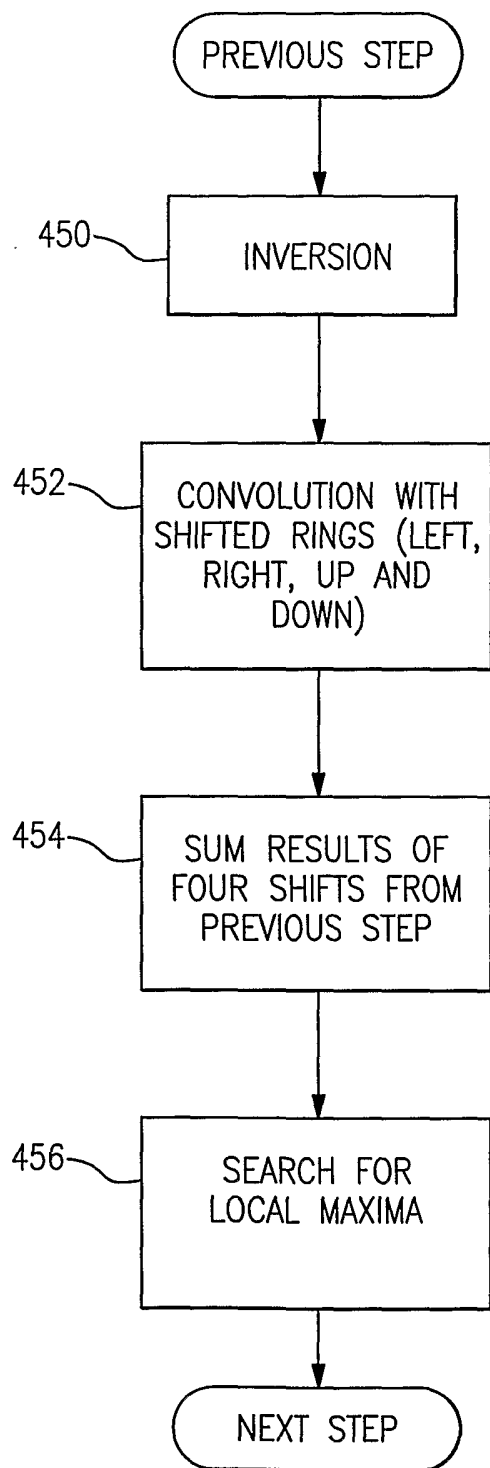 PREVIOUS STEP
450
INVERSION
452
CONVOLUTION WITH
SHIFTED RINGS (LEFT,
RIGHT, UP AND
DOWN)
454
SUM RESULTS OF
FOUR SHIFTS FROM
PREVIOUS STEP
456
SEARCH FOR
LOCAL MAXIMA
NEXT STEP